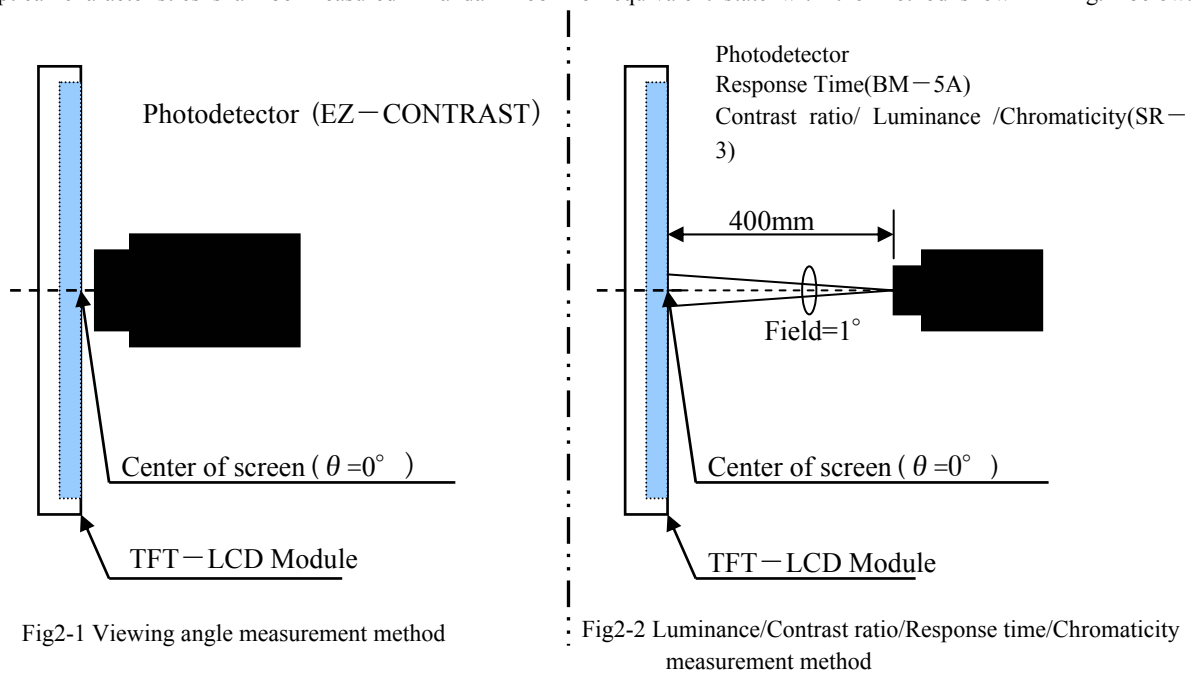 Photodetector (EZ－CONTRAST)
Center of screen ( θ =0° )
TFT－LCD Module
Fig2-1 Viewing angle measurement method
Photodetector
Response Time(BM－5A)
Contrast ratio/ Luminance /Chromaticity(SR－
3)
400mm
Field=1°
Center of screen ( θ =0° )
TFT－LCD Module
Fig2-2 Luminance/Contrast ratio/Response time/Chromaticity
measurement method